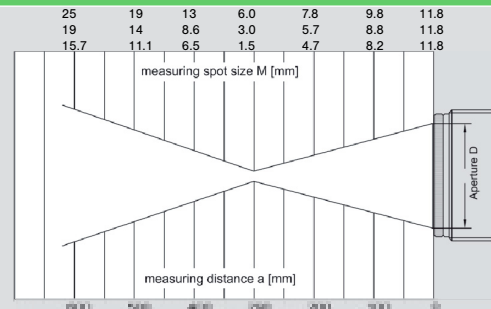 25 19 13 6.0 7.8 9.8 11.8
19 14 8.6 3.0 5.7 8.8 11.8
15.7 11.1 6.5 1.5 4.7 8.2 11.8
measuring spot size M [mm]
Aperture D
measuring distance a [mm]